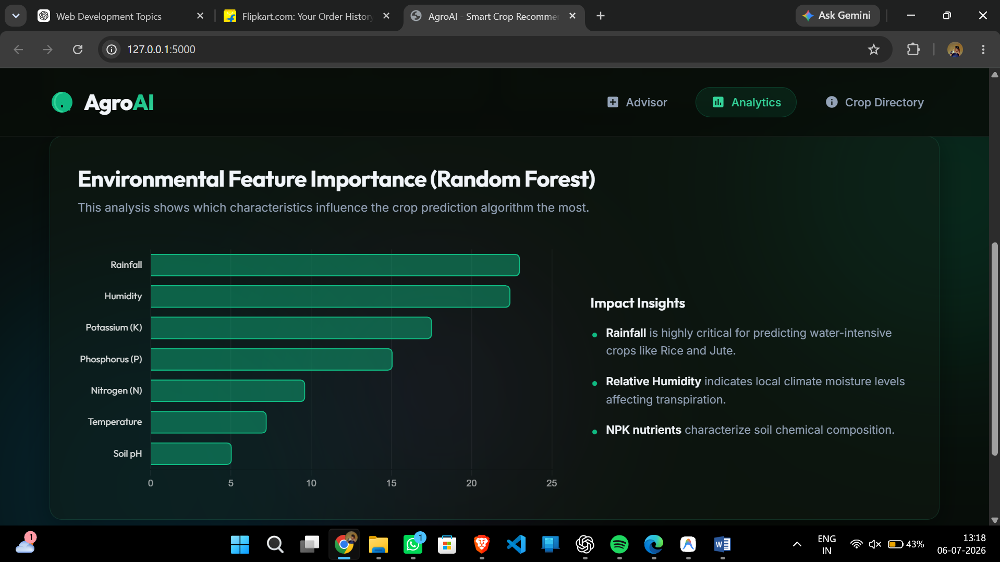 Web Development Topics
Flipkart.com: Your Order History
AgroAI - Smart Crop Recomme
Ask Gemini
127.0.0.1:5000
AgroAI
Advisor
Analytics
Crop Directory
Environmental Feature Importance (Random Forest)
This analysis shows which characteristics influence the crop prediction algorithm the most.
Rainfall
Humidity
Potassium (K)
Phosphorus (P)
Nitrogen (N)
Temperature
Soil pH
0 5 10 15 20 25
Impact Insights
Rainfall is highly critical for predicting water-intensive
crops like Rice and Jute.
Relative Humidity indicates local climate moisture levels
affecting transpiration.
NPK nutrients characterize soil chemical composition.
1
1
W
ENG
IN
43%
13:18
06-07-2026